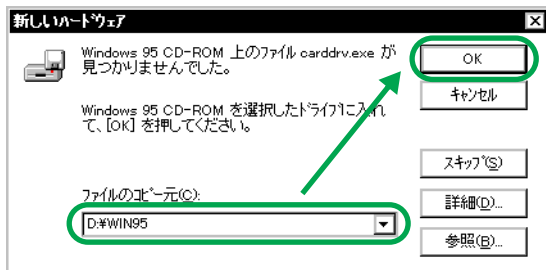 新しいハードウェア
Windows 95 CD-ROM 上のファイル carddrv.exe が
見つかりませんでした。
Windows 95 CD-ROM を選択したドライブに入れ
て、[OK] を押してください。
ファイルのコピー元(C):
D:¥WIN95
OK
キャンセル
スキップ(S)
詳細(D)...
参照(B)...